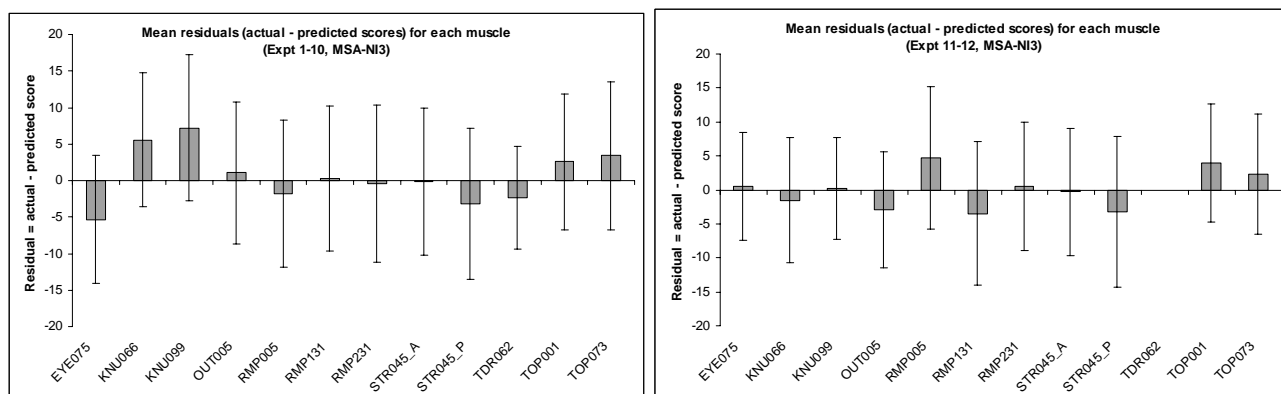 Mean residuals (actual - predicted scores) for each muscle
(Expt 1-10, MSA-NI3)
Residual = actual - predicted score
20
15
10
5
0
-5
-10
-15
-20
EYE075
KNU066
KNU099
OUT005
RMP005
RMP131
RMP231
STR045_A
STR045_P
TDR062
TOP001
TOP073
Mean residuals (actual - predicted scores) for each muscle
(Expt 11-12, MSA-NI3)
Residual = actual - predicted score
20
15
10
5
0
-5
-10
-15
-20
EYE075
KNU066
KNU099
OUT005
RMP005
RMP131
RMP231
STR045_A
STR045_P
TDR062
TOP001
TOP073